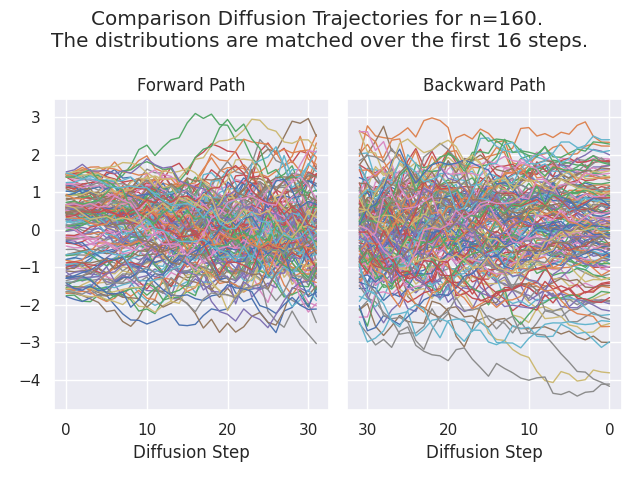 Comparison Diffusion Trajectories for n=160.
The distributions are matched over the first 16 steps.
Forward Path
Backward Path
3
2
1
0
−1
−2
−3
−4
0 10 20 30
30 20 10 0
Diffusion Step
Diffusion Step